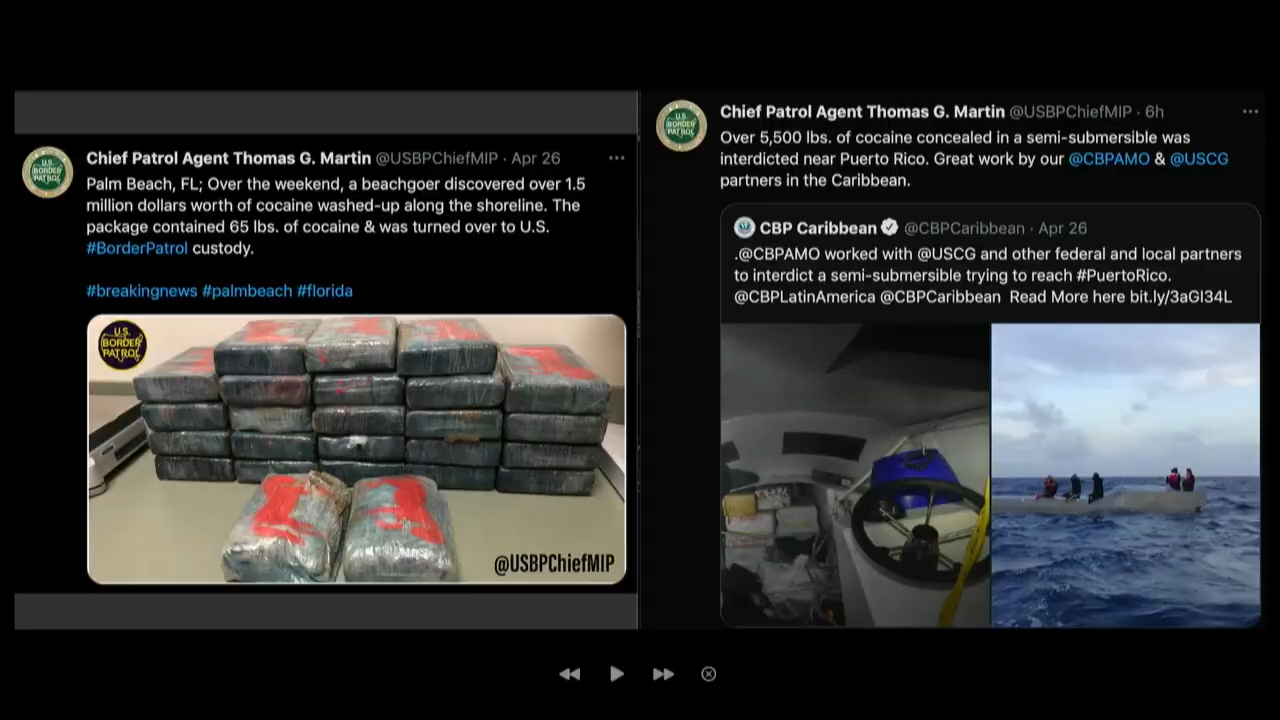 Chief Patrol Agent Thomas G. Martin @USBPChiefMIP · Apr 26
Palm Beach, FL; Over the weekend, a beachgoer discovered over 1.5
million dollars worth of cocaine washed-up along the shoreline. The
package contained 65 lbs. of cocaine & was turned over to U.S.
#BorderPatrol custody.
#breakingnews #palmbeach #florida
U.S.
BORDER
PATROL
@USBPChiefMIP
Chief Patrol Agent Thomas G. Martin @USBPChiefMIP · 6h
Over 5,500 lbs. of cocaine concealed in a semi-submersible was
interdicted near Puerto Rico. Great work by our @CBPAMO & @USCG
partners in the Caribbean.
CBP Caribbean @CBPCaribbean · Apr 26
.@CBPAMO worked with @USCG and other federal and local partners
to interdict a semi-submersible trying to reach #PuertoRico.
@CBPLatinAmerica @CBPCaribbean Read More here bit.ly/3aGI34L
U.S.
BORDER
PATROL
U.S.
BORDER
PATROL